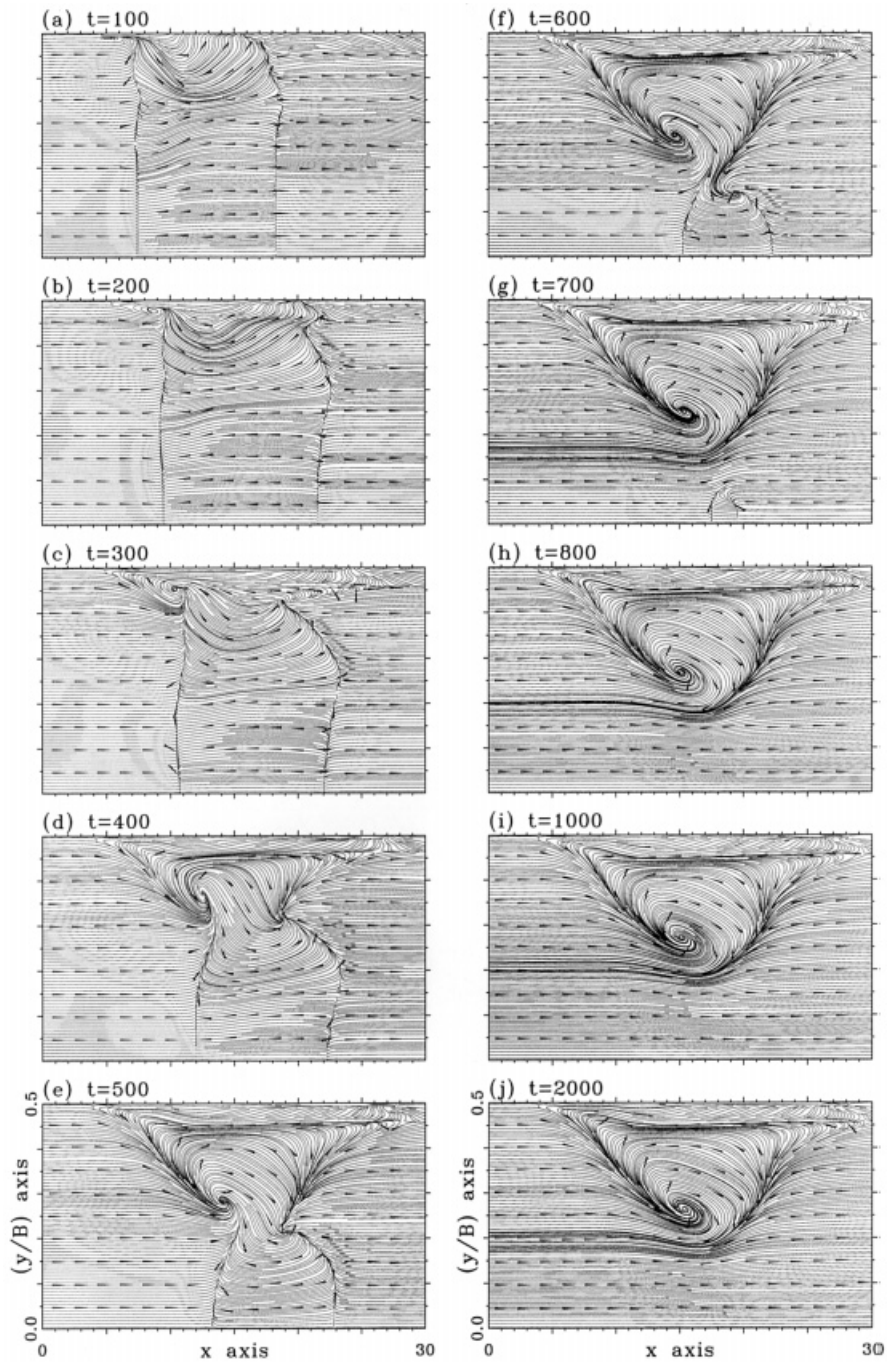 (a) t=100
(b) t=200
(c) t=300
(d) t=400
(e) t=500
0.5
(y/B) axis
0.0
0
x axis
30
(f) t=600
(g) t=700
(h) t=800
(i) t=1000
(j) t=2000
0.5
(y/B) axis
0.0
0
x axis
30